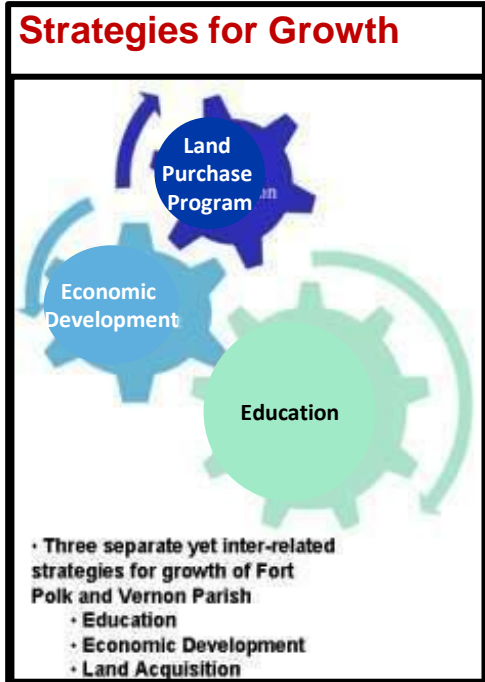 Strategies for Growth
Land
Purchase
Program
Economic
Development
Education
· Three separate yet inter-related
strategies for growth of Fort
Polk and Vernon Parish
· Education
· Economic Development
· Land Acquisition